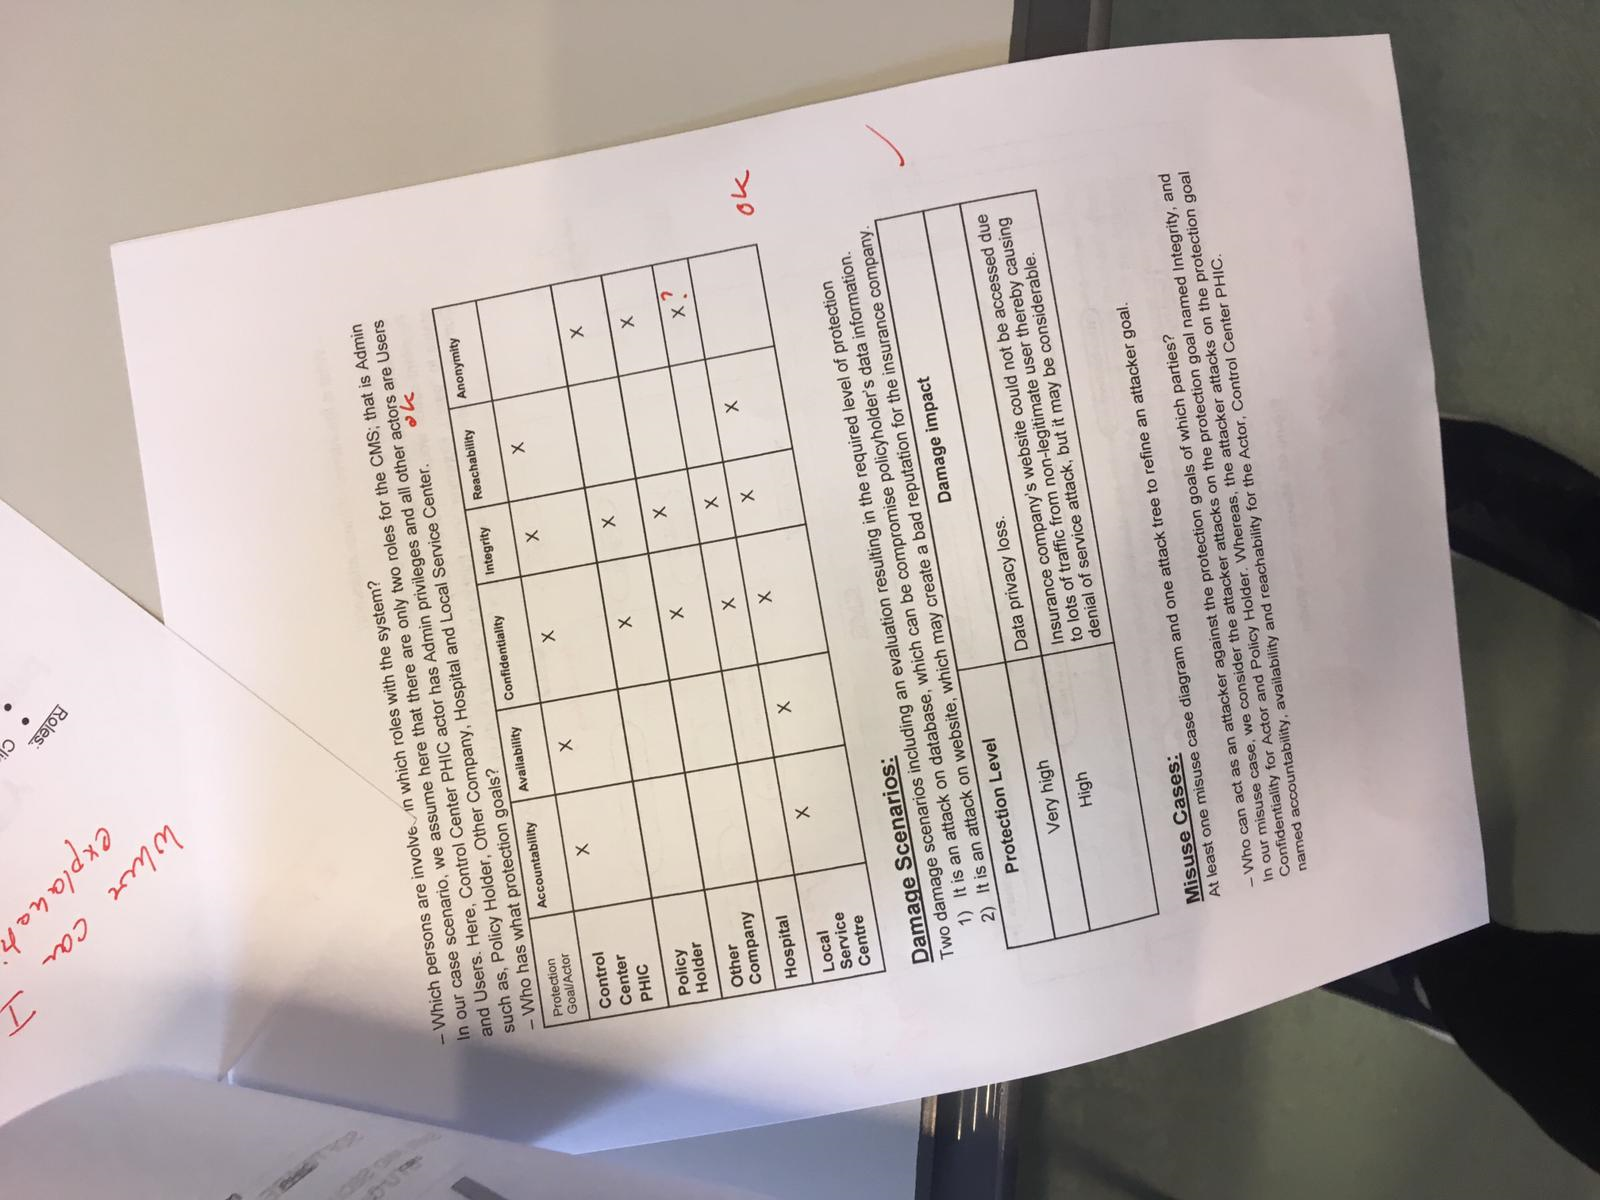 – Which persons are involve in which roles with the system?
In our case scenario, we assume here that there are only two roles for the CMS; that is Admin
and Users. Here, Control Center PHIC actor has Admin privileges and all other actors are Users
such as, Policy Holder, Other Company, Hospital and Local Service Center.
ok
– Who has what protection goals?
Protection Goal/Actor Accountability Availability Confidentiality Integrity Reachability Anonymity
Control Center PHIC X X X X X
Policy Holder X X X
Other Company X X X
Hospital X X X ?
Local Service Centre X X X X X
ok
Damage Scenarios:
Two damage scenarios including an evaluation resulting in the required level of protection
1) It is an attack on database, which can be compromise policyholder's data information.
2) It is an attack on website, which may create a bad reputation for the insurance company.
Protection Level Damage impact
Very high Data privacy loss.
High Insurance company's website could not be accessed due
to lots of traffic from non-legitimate user thereby causing
denial of service attack, but it may be considerable.
Misuse Cases:
At least one misuse case diagram and one attack tree to refine an attacker goal.
– Who can act as an attacker against the protection goals of which parties?
In our misuse case, we consider the attacker attacks on the protection goal named Integrity, and
Confidentiality for Actor and Policy Holder. Whereas, the attacker attacks on the protection goal
named accountability, availability and reachability for the Actor, Control Center PHIC.
Roles:
I